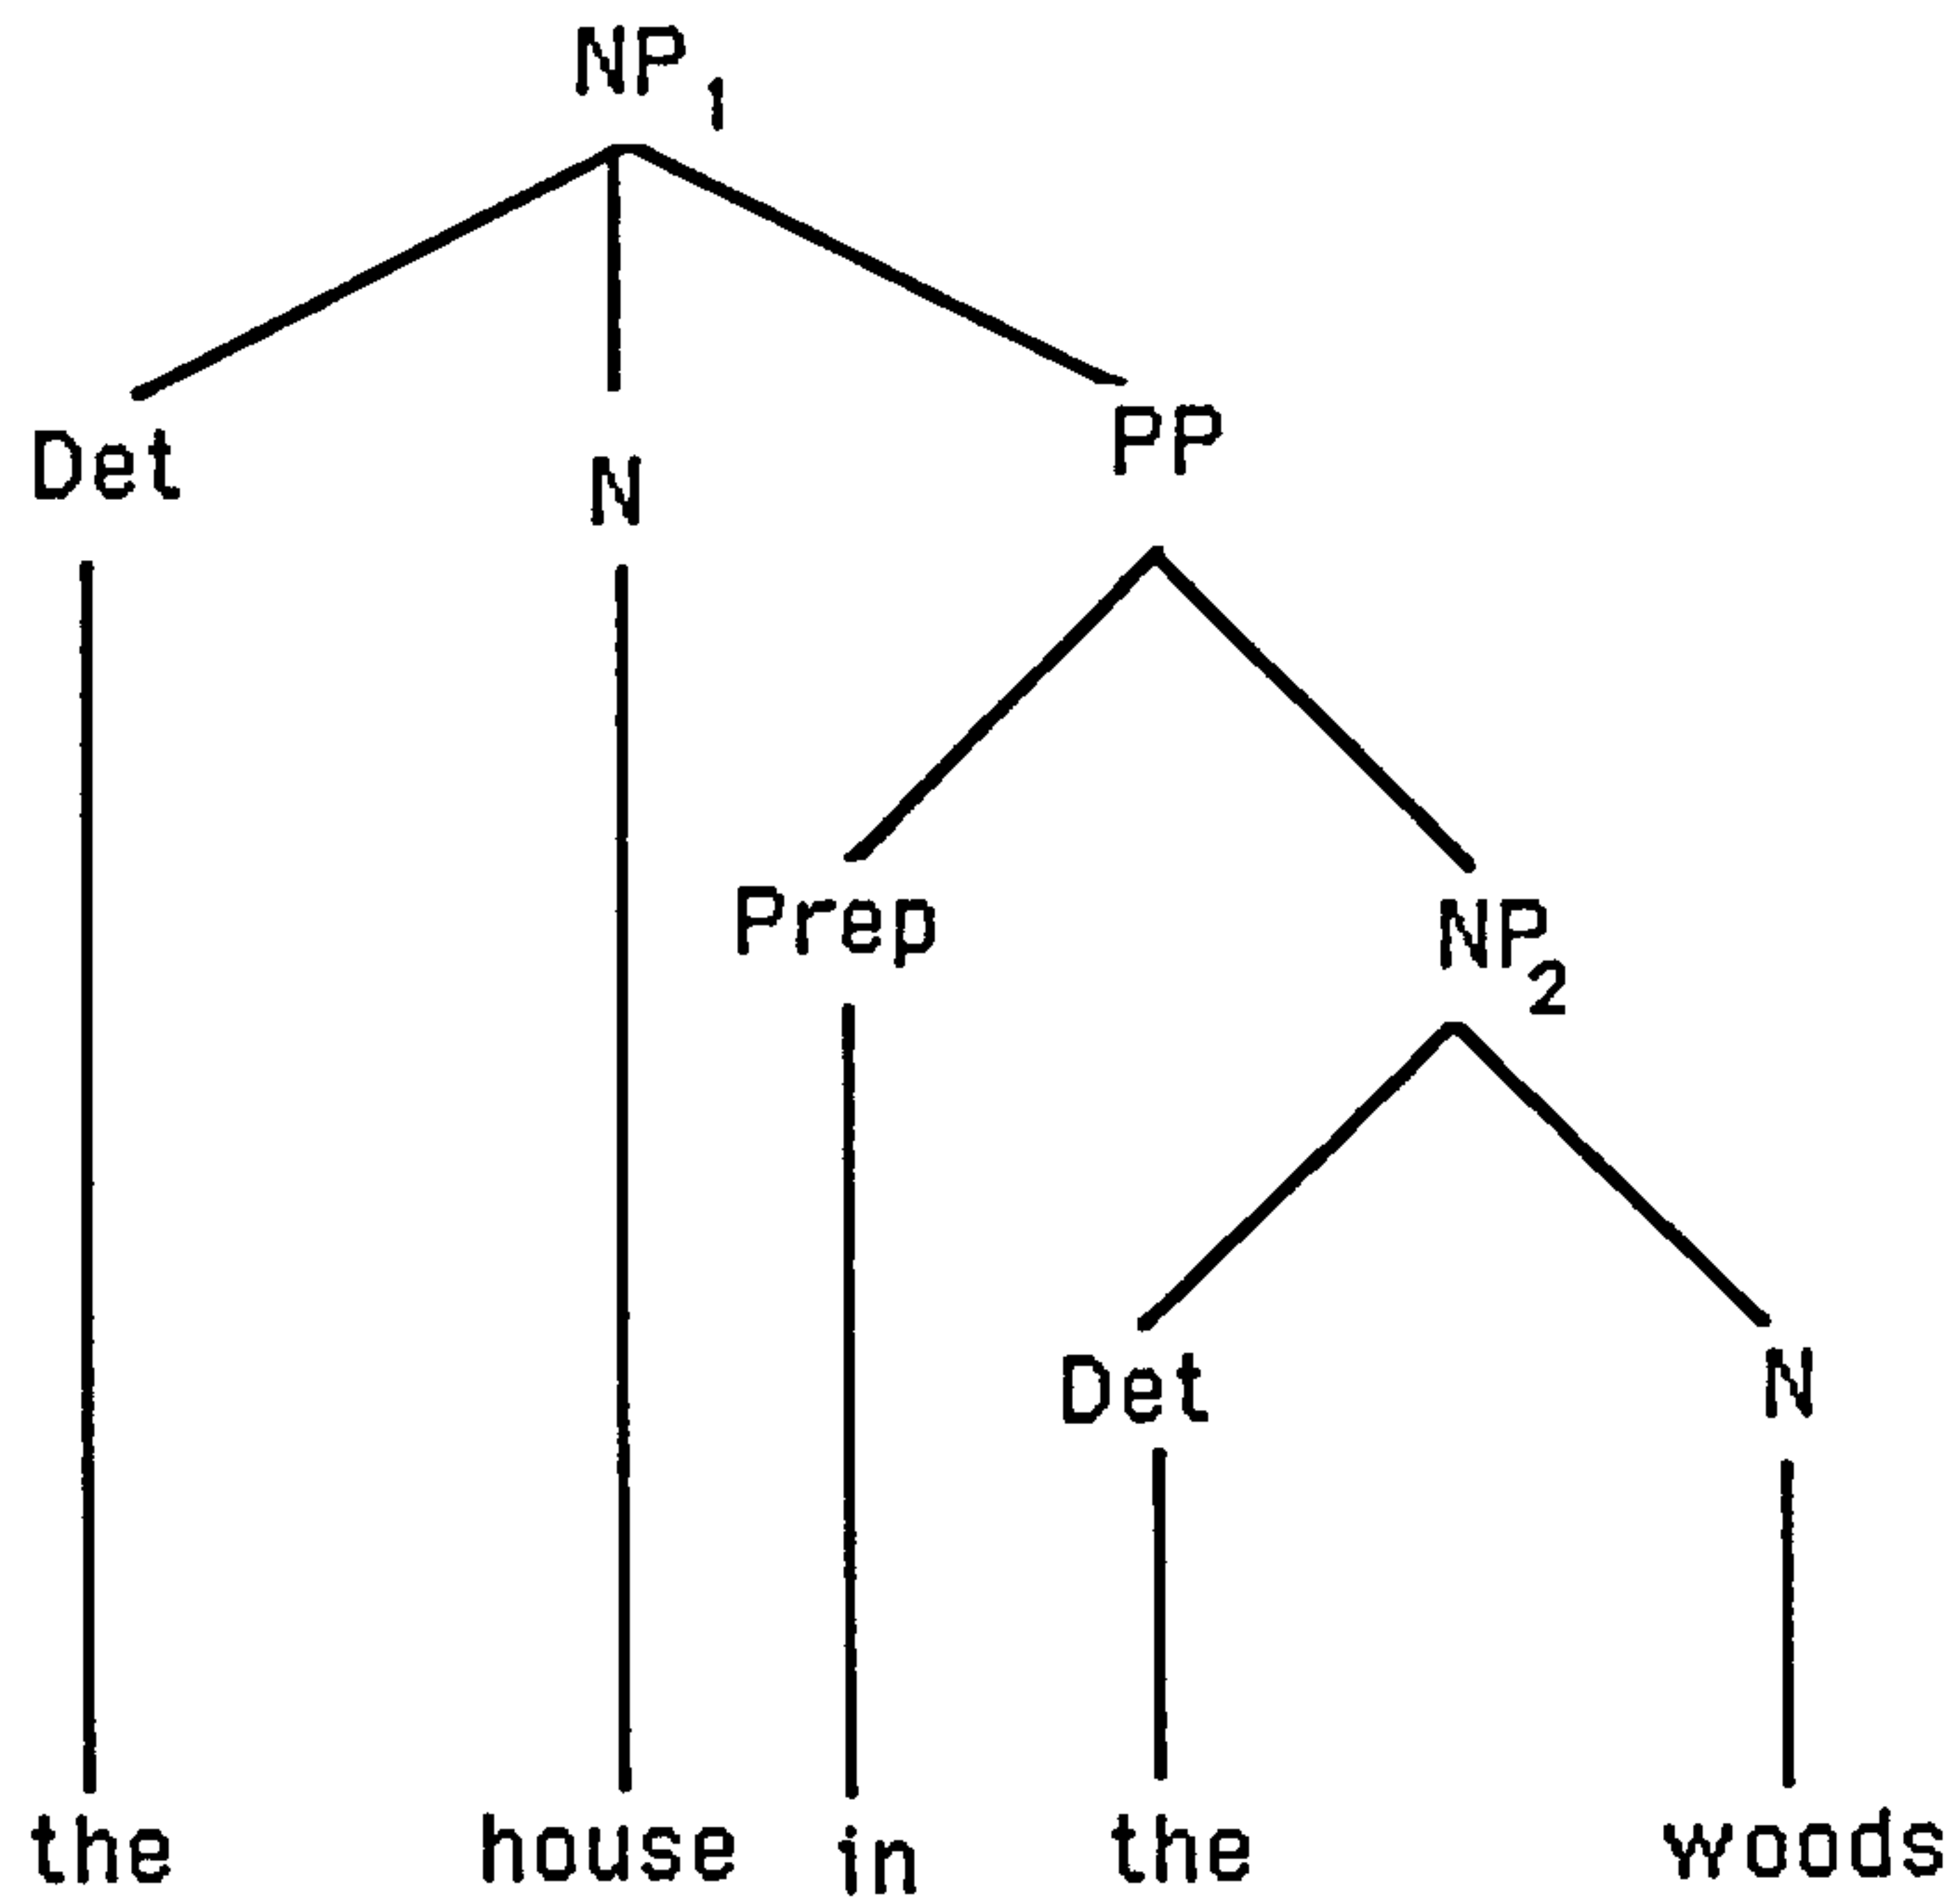 NP1
Det N PP
Prep NP2
Det N
the house in the woods